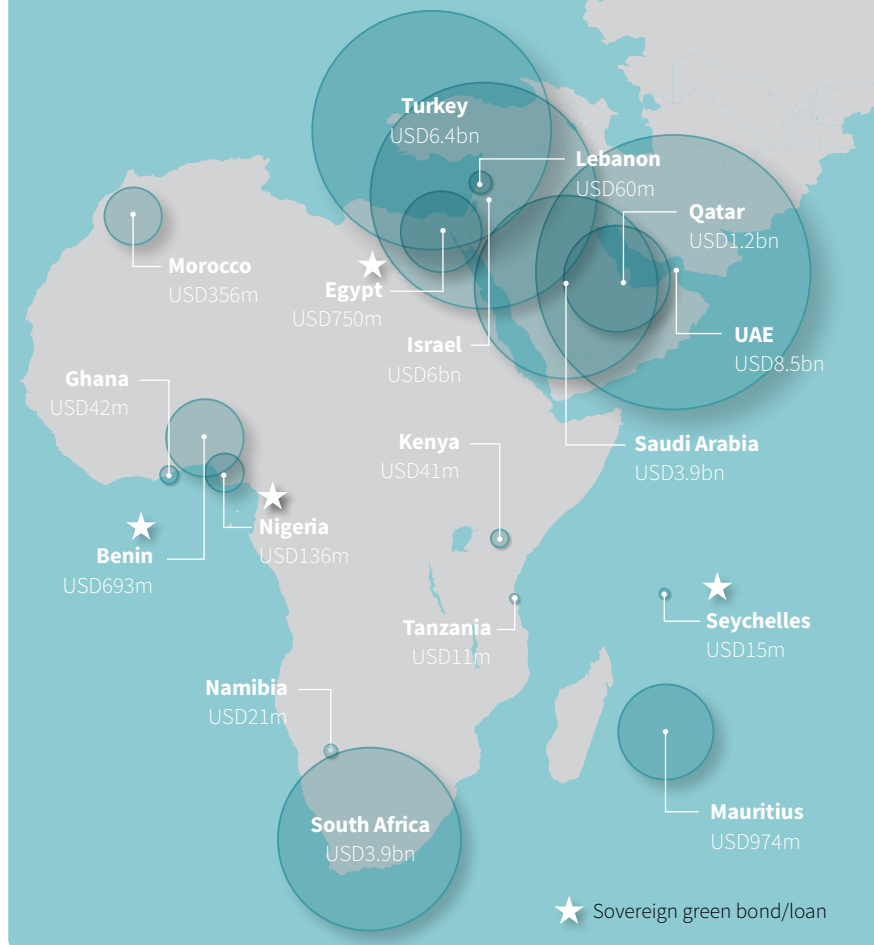 Turkey
USD6.4bn
Lebanon
USD60m
Qatar
USD1.2bn
Morocco
USD356m
Egypt
USD750m
Israel
USD6bn
UAE
USD8.5bn
Ghana
USD42m
Kenya
USD41m
Saudi Arabia
USD3.9bn
Nigeria
USD136m
Benin
USD693m
Tanzania
USD11m
Seychelles
USD15m
Namibia
USD21m
South Africa
USD3.9bn
Mauritius
USD974m
Sovereign green bond/loan